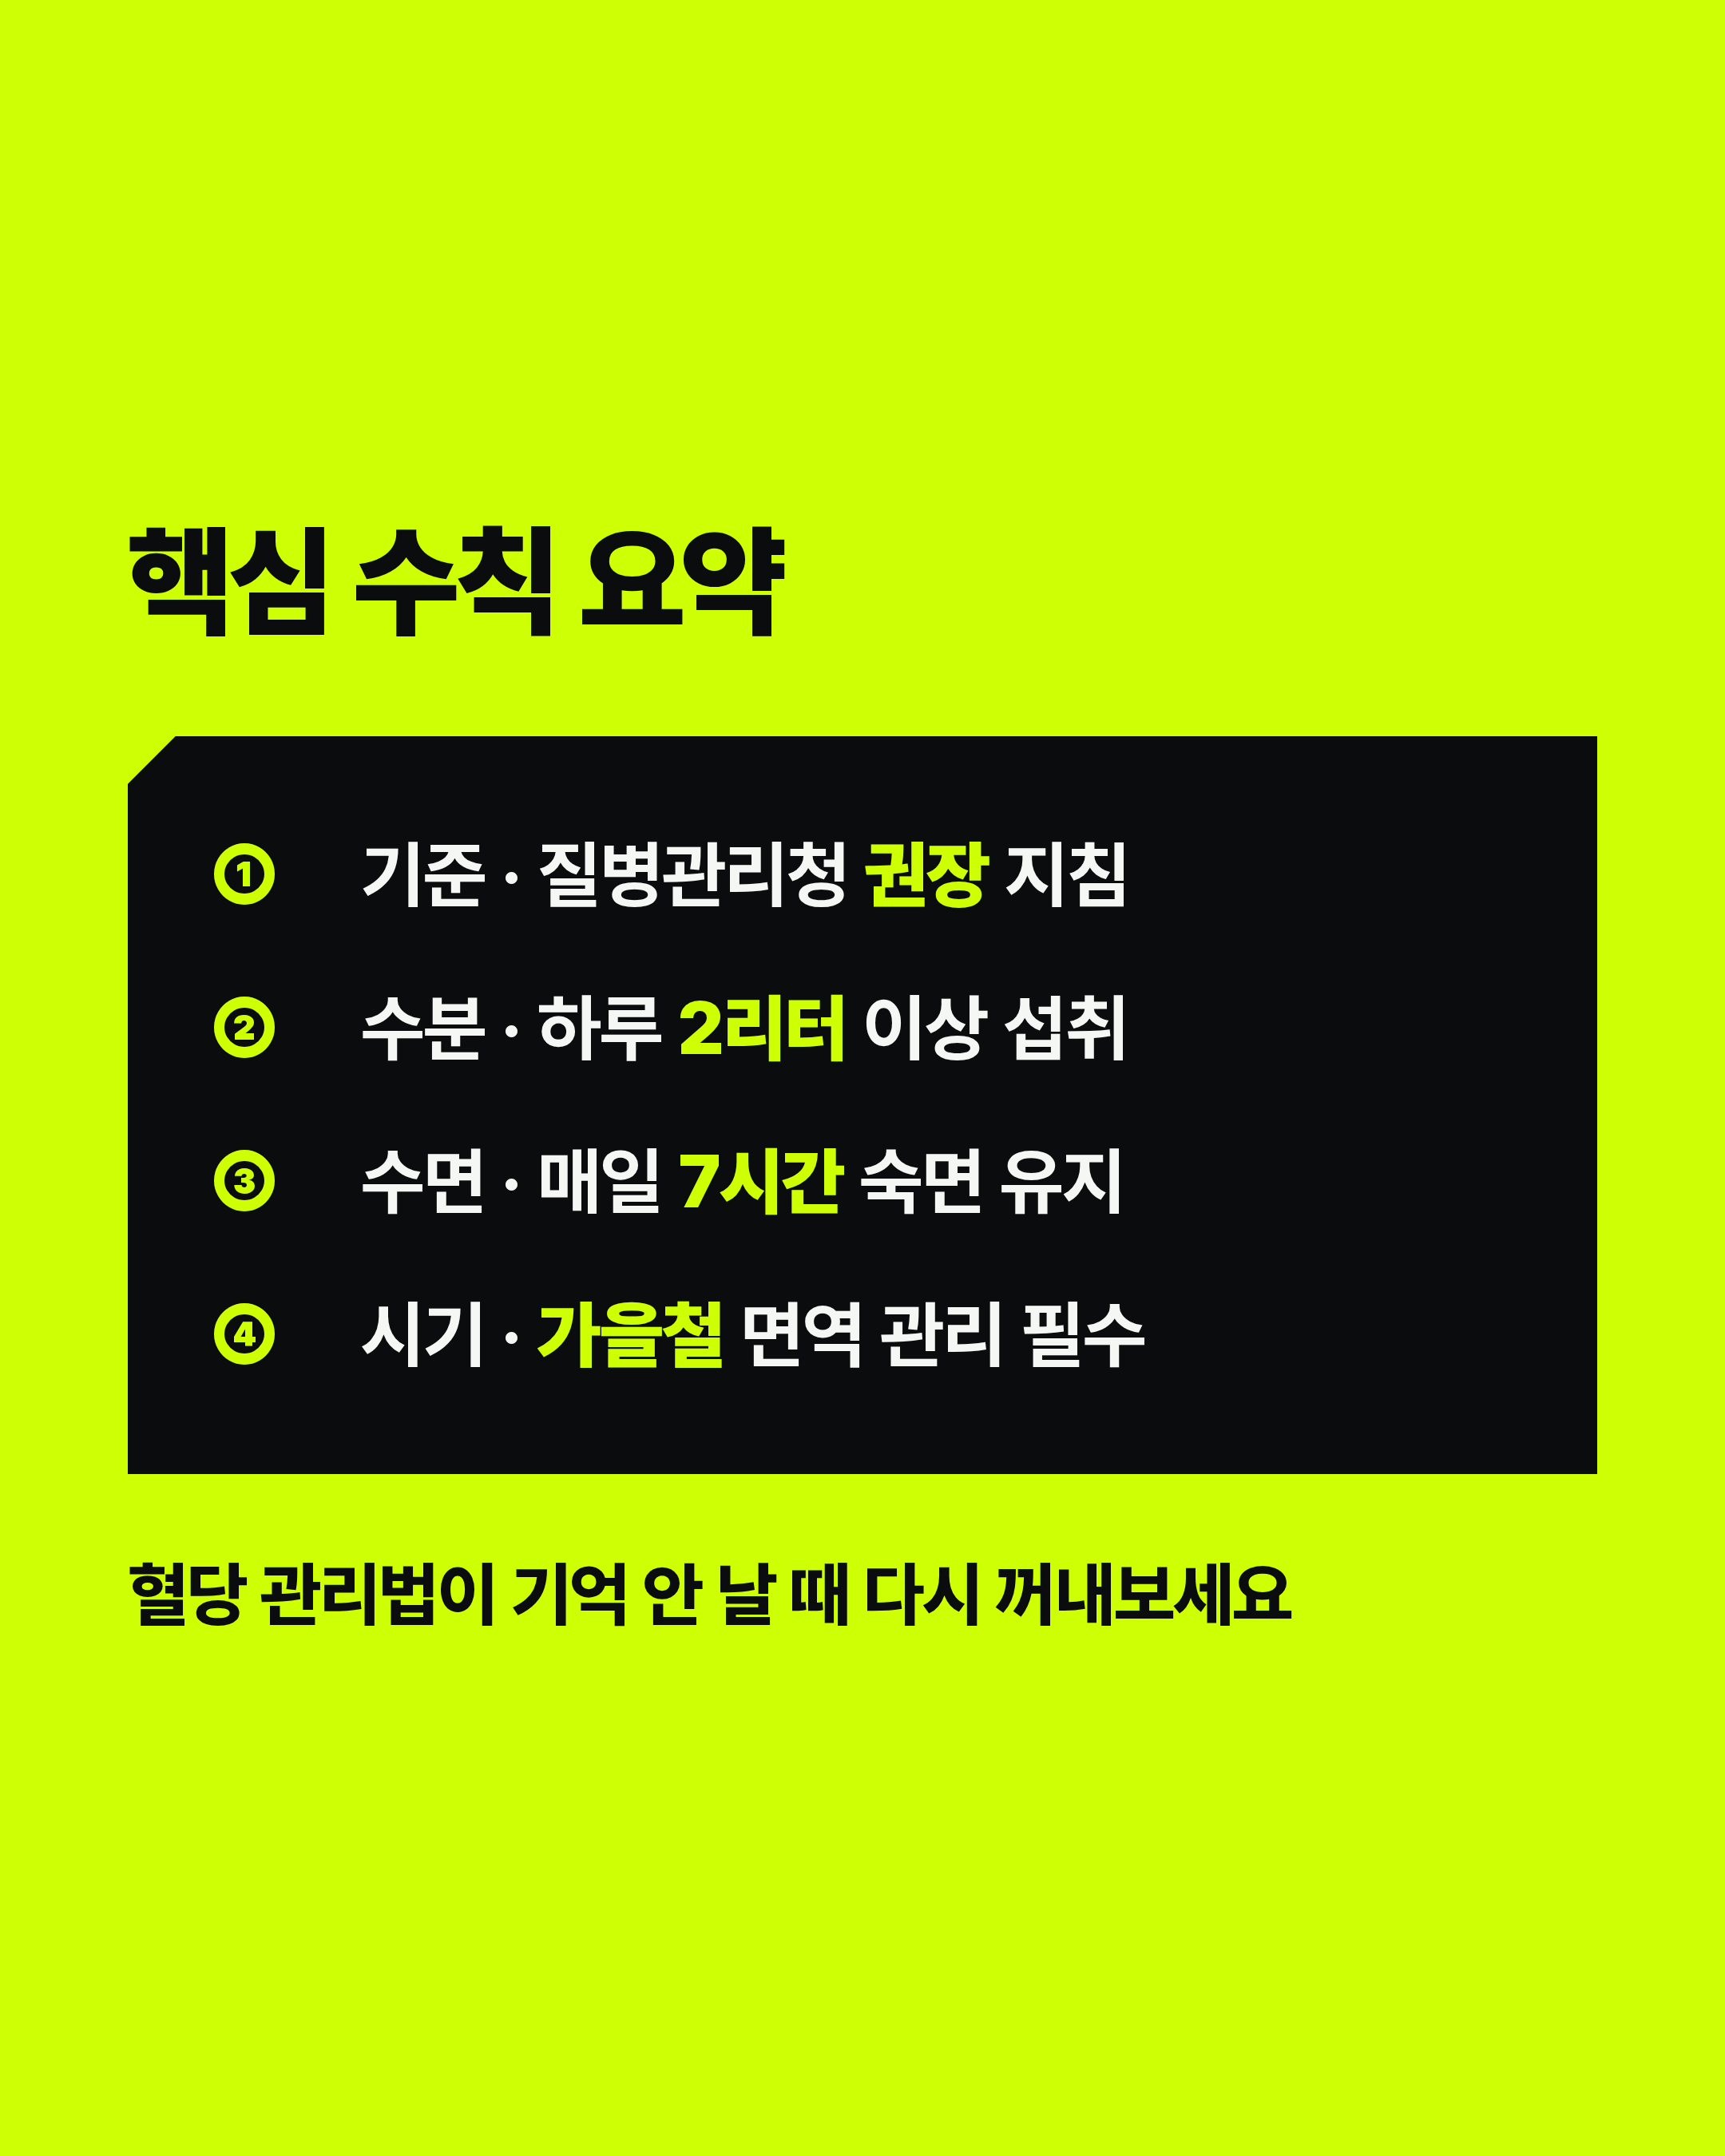 핵심 수칙 요약
① 기준 · 질병관리청 권장 지침
② 수분 · 하루 2리터 이상 섭취
③ 수면 · 매일 7시간 숙면 유지
④ 시기 · 가을철 면역 관리 필수
혈당 관리법이 기억 안 날 때 다시 꺼내보세요